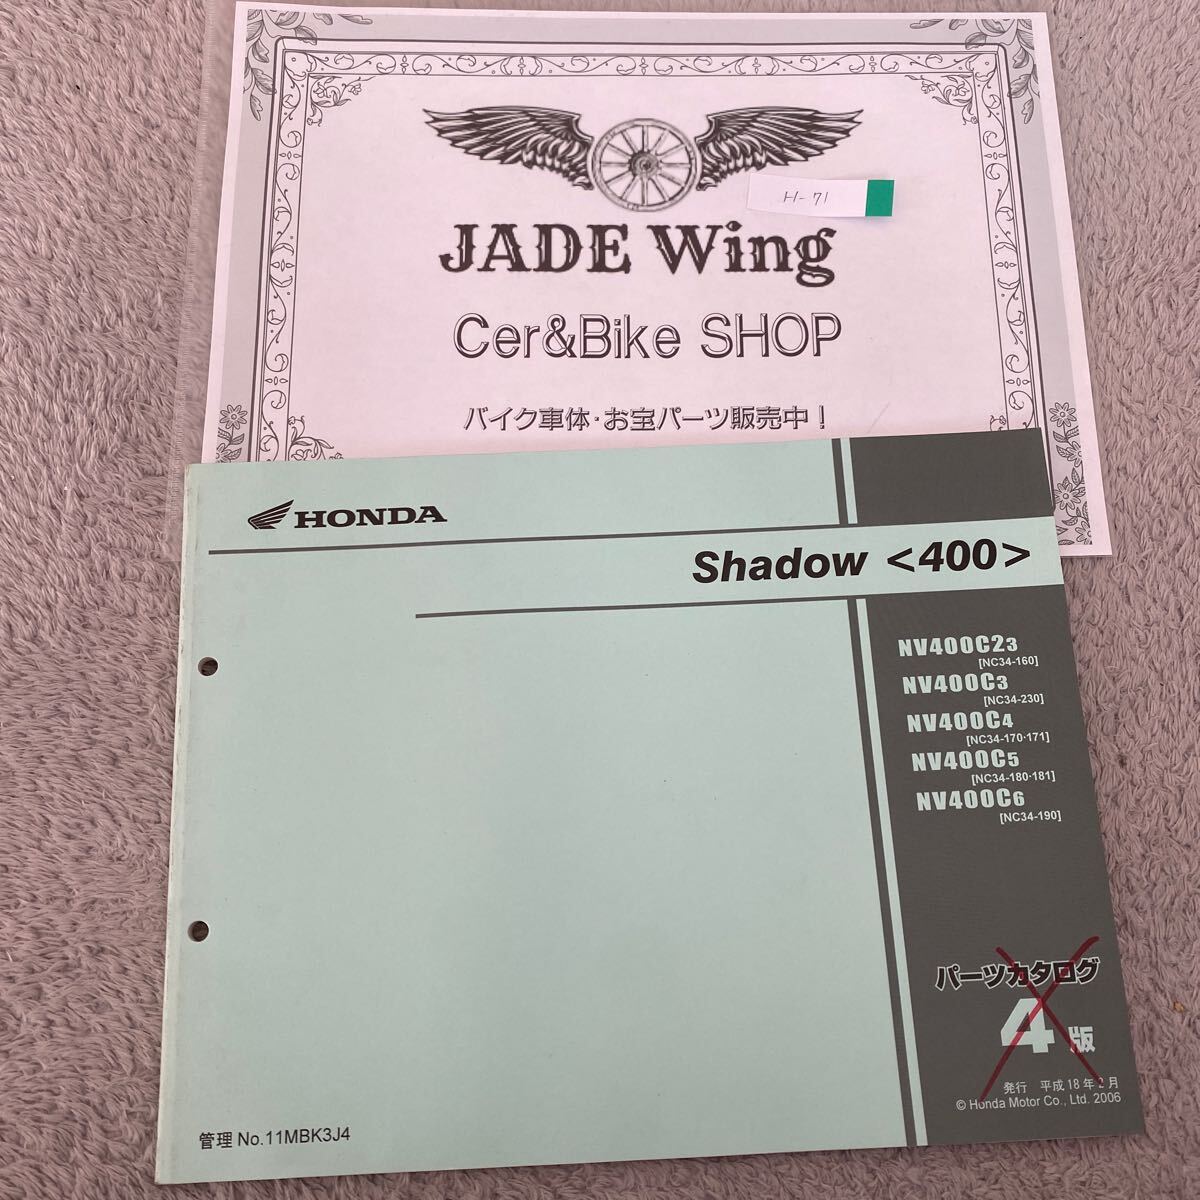 H-71
JADE Wing
Cer&Bike SHOP
バイク車体・お宝パーツ販売中！
HONDA
Shadow <400>
NV400C23
[NC34-160]
NV400C3
[NC34-230]
NV400C4
[NC34-170・171]
NV400C5
[NC34-180・181]
NV400C6
[NC34-190]
パーツカタログ
4版
発行 平成18年2月
© Honda Motor Co., Ltd. 2006
管理 No.11MBK3J4